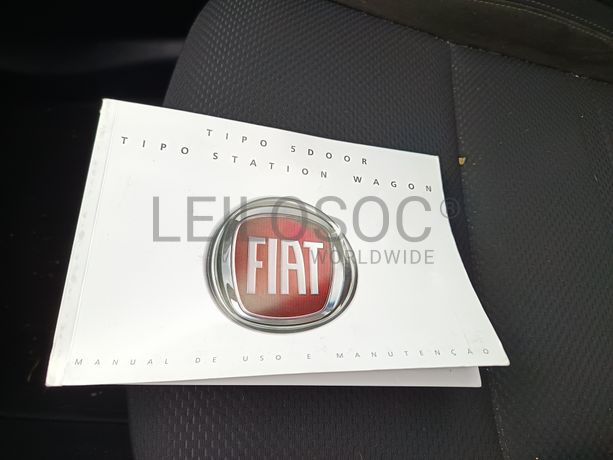 TIPO 5DOOR
TIPO STATION WAGON
LEILOSOC®
WORLDWIDE
FIAT
MANUAL DE USO E MANUTENÇÃO